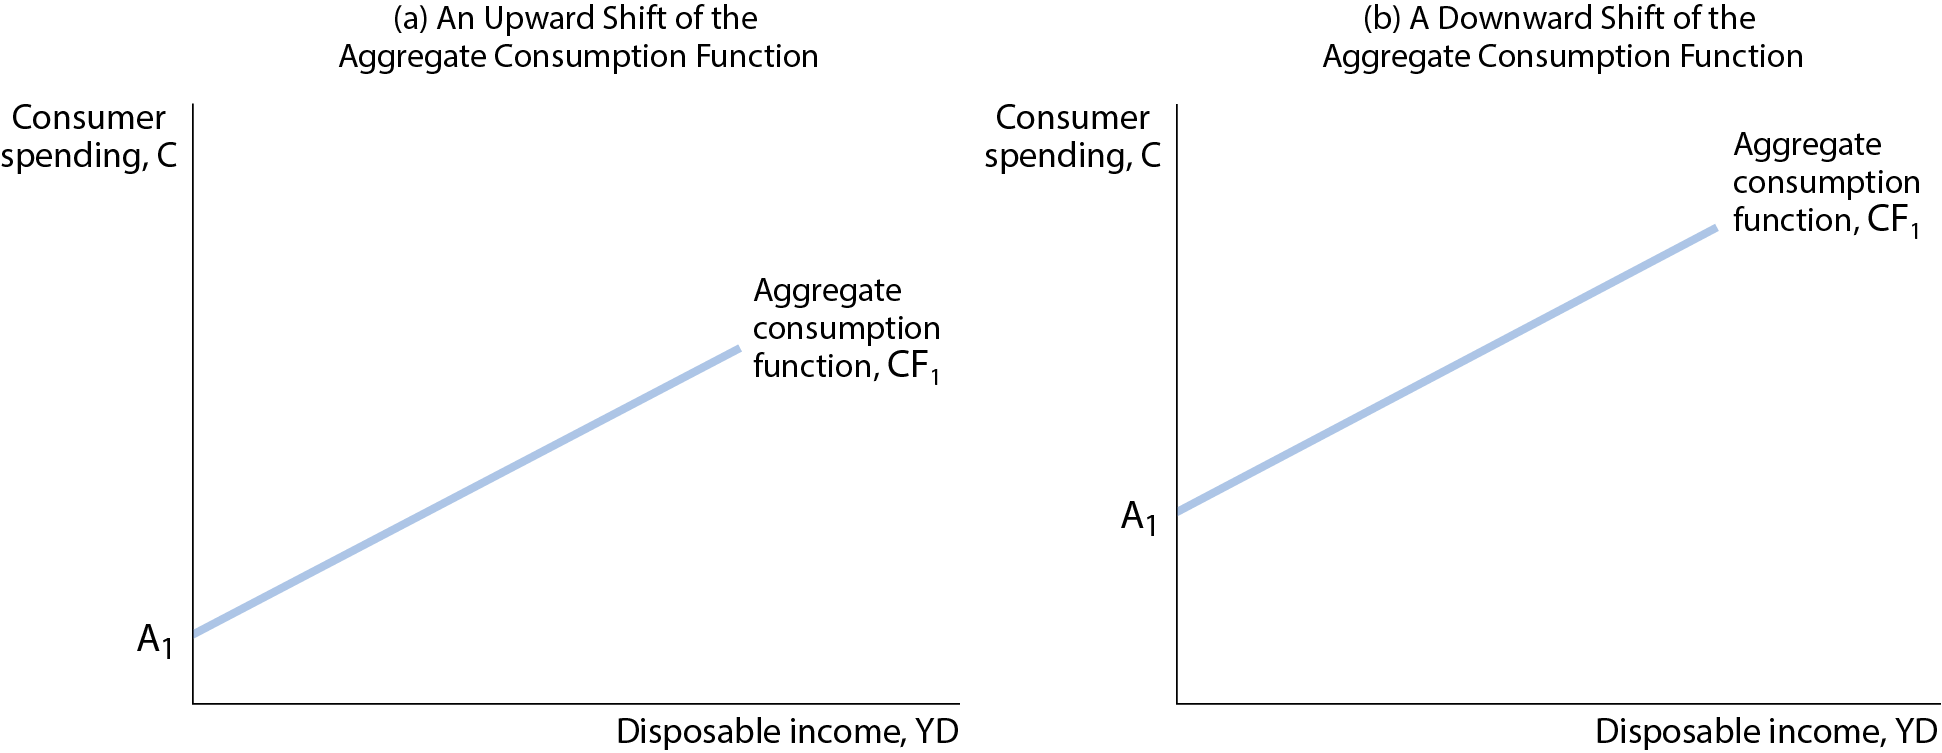 (a) An Upward Shift of the
Aggregate Consumption Function
Consumer
spending, C
Aggregate
consumption
function, CF₁
A₁
Disposable income, YD
(b) A Downward Shift of the
Aggregate Consumption Function
Consumer
spending, C
Aggregate
consumption
function, CF₁
A₁
Disposable income, YD